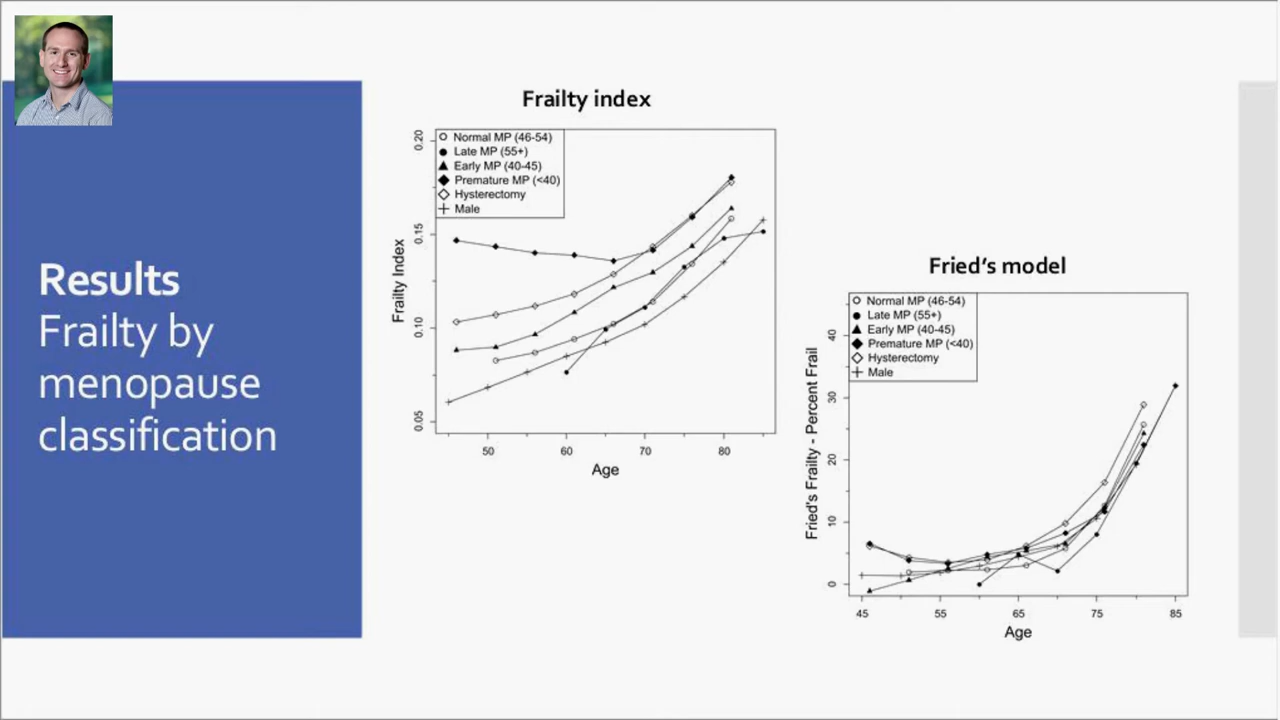 Results
Frailty by
menopause
classification
Frailty index
Normal MP (46-54)
Late MP (55+)
Early MP (40-45)
Premature MP (<40)
Hysterectomy
Male
Frailty Index
0.20
0.15
0.10
0.05
50 60 70 80
Age
Fried's model
Normal MP (46-54)
Late MP (55+)
Early MP (40-45)
Premature MP (<40)
Hysterectomy
Male
Fried's Frailty - Percent Frail
40
30
20
10
0
45 55 65 75 85
Age